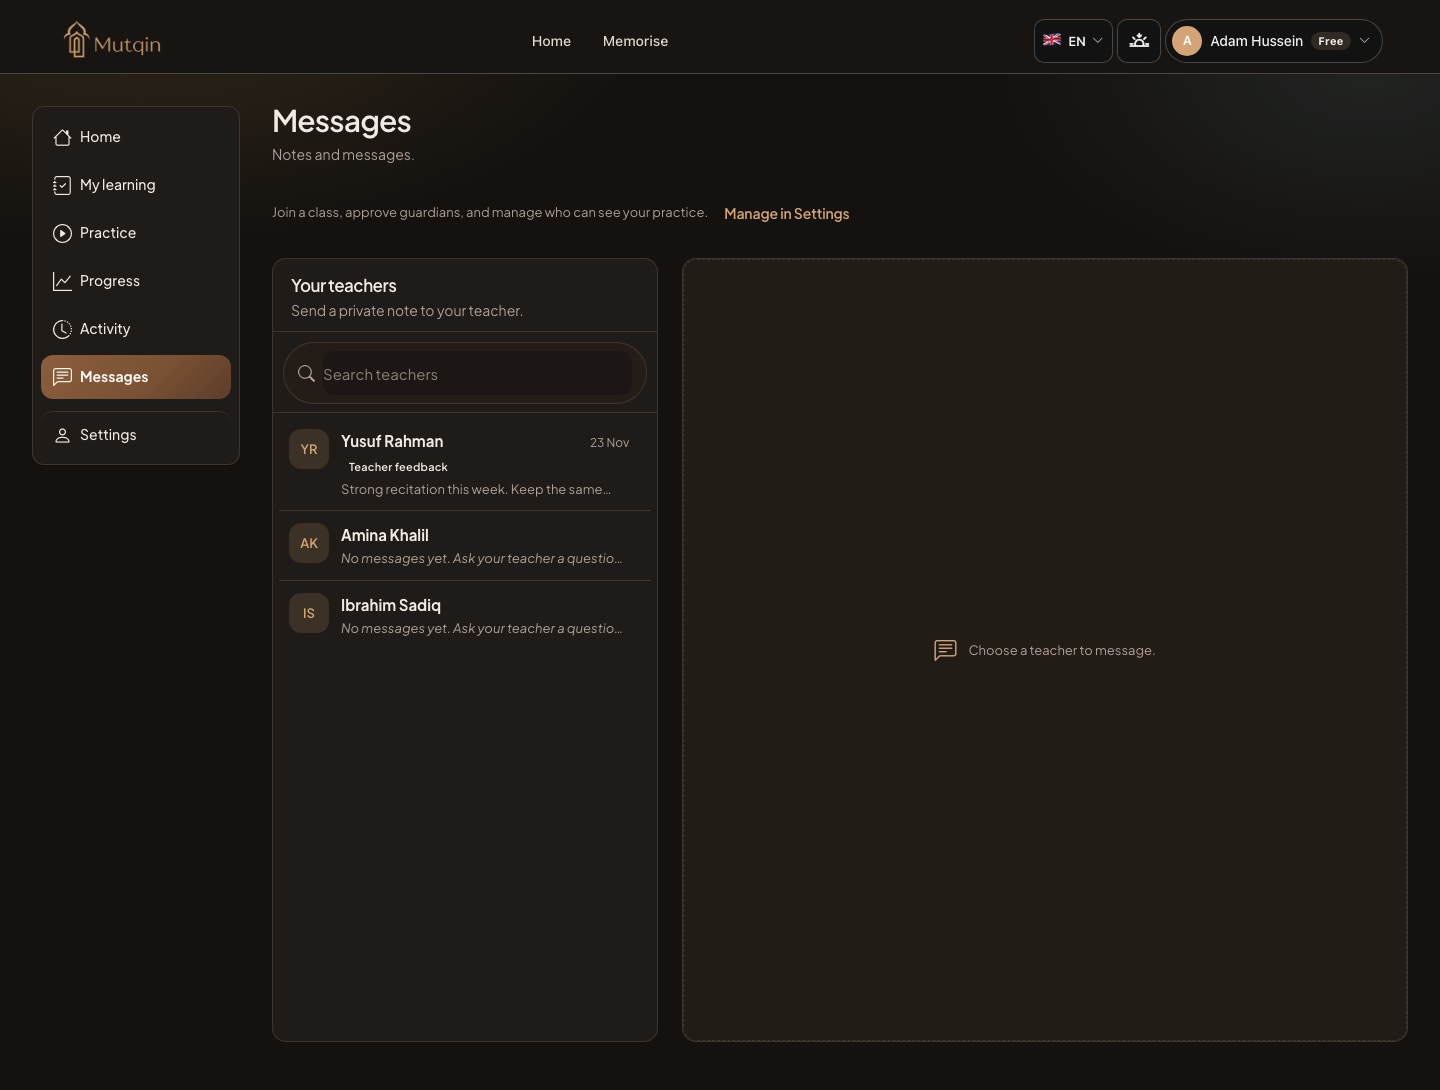 Mutqin
Home
Memorise
EN
A
Adam Hussein
Free
Home
My learning
Practice
Progress
Activity
Messages
Settings
Messages
Notes and messages.
Join a class, approve guardians, and manage who can see your practice.
Manage in Settings
Your teachers
Send a private note to your teacher.
Search teachers
YR
Yusuf Rahman
23 Nov
Teacher feedback
Strong recitation this week. Keep the same…
AK
Amina Khalil
No messages yet. Ask your teacher a questio…
IS
Ibrahim Sadiq
No messages yet. Ask your teacher a questio…
Choose a teacher to message.